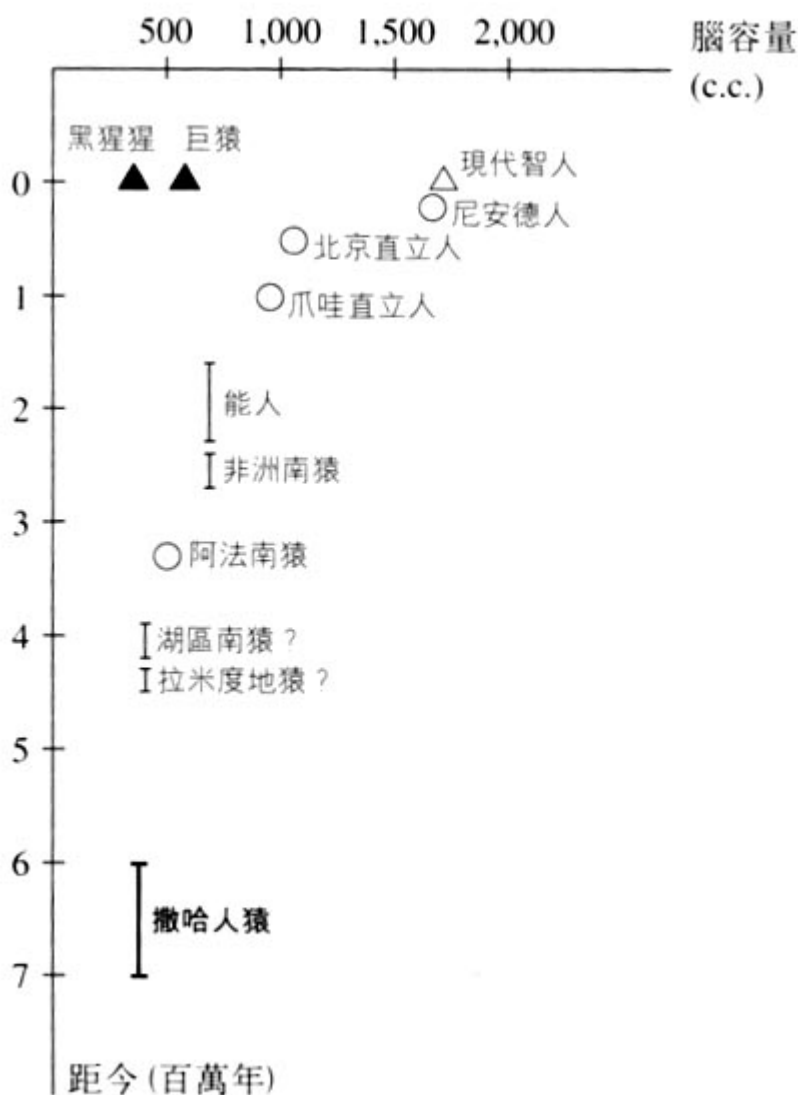 500 1,000 1,500 2,000 腦容量
(c.c.)
黑猩猩 巨猿
現代智人
0
尼安德人
北京直立人
1
爪哇直立人
能人
2
非洲南猿
3
阿法南猿
4
湖區南猿？
拉米度地猿？
5
6
撒哈人猿
7
距今(百萬年)